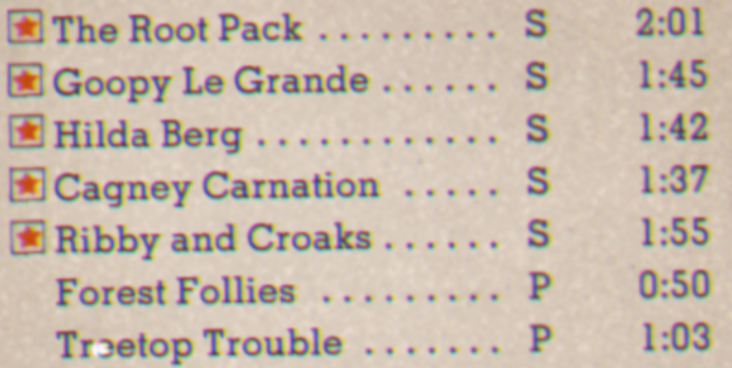 The Root Pack ......... S 2:01
Goopy Le Grande ...... S 1:45
Hilda Berg ............ S 1:42
Cagney Carnation ..... S 1:37
Ribby and Croaks ...... S 1:55
Forest Follies ......... P 0:50
Treetop Trouble ....... P 1:03